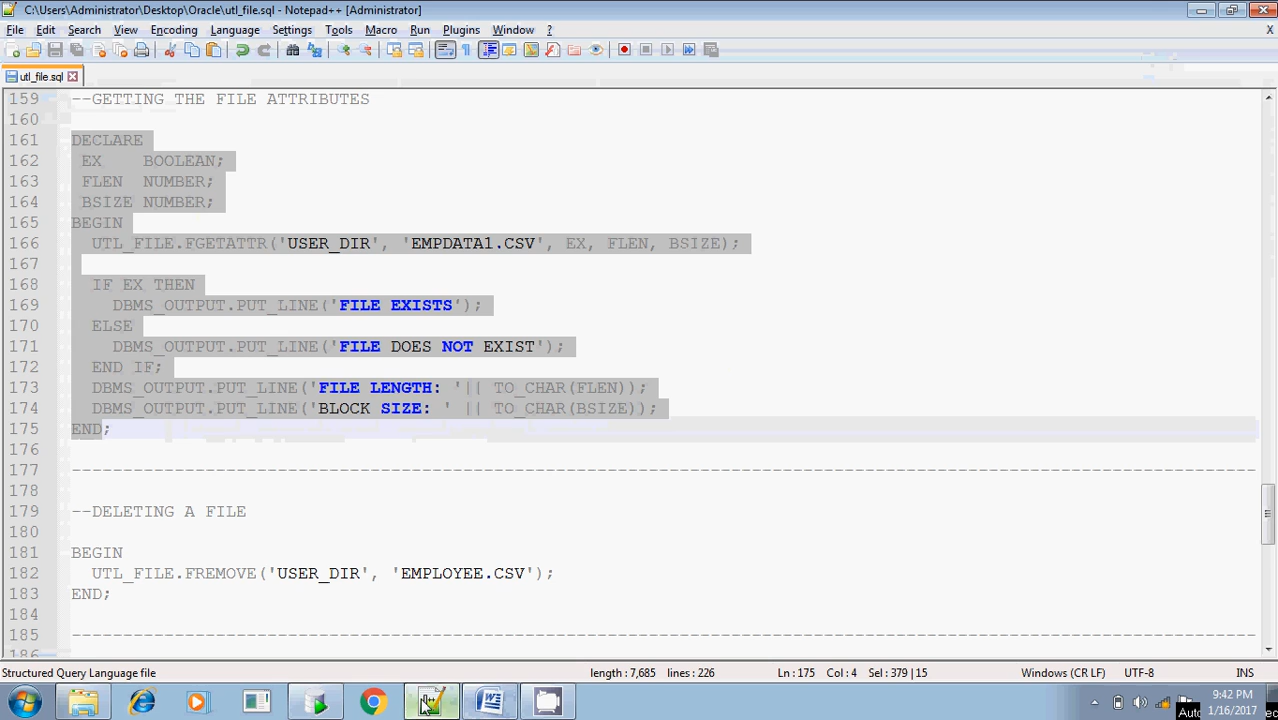 C:\Users\Administrator\Desktop\Oracle\utl_file.sql - Notepad++ [Administrator]
File Edit Search View Encoding Language Settings Tools Macro Run Plugins Window ? X
utl_file.sql
159 --GETTING THE FILE ATTRIBUTES
160
161 DECLARE
162 EX BOOLEAN;
163 FLEN NUMBER;
164 BSIZE NUMBER;
165 BEGIN
166 UTL_FILE.FGETATTR('USER_DIR', 'EMPDATA1.CSV', EX, FLEN, BSIZE);
167
168 IF EX THEN
169 DBMS_OUTPUT.PUT_LINE('FILE EXISTS');
170 ELSE
171 DBMS_OUTPUT.PUT_LINE('FILE DOES NOT EXIST');
172 END IF;
173 DBMS_OUTPUT.PUT_LINE('FILE LENGTH: '|| TO_CHAR(FLEN));
174 DBMS_OUTPUT.PUT_LINE('BLOCK SIZE: ' || TO_CHAR(BSIZE));
175 END;
176
177 ------------------------------------------------------------------------------------------------------------------
178
179 --DELETING A FILE
180
181 BEGIN
182 UTL_FILE.FREMOVE('USER_DIR', 'EMPLOYEE.CSV');
183 END;
184
185 ------------------------------------------------------------------------------------------------------------------
186
Structured Query Language file length : 7,685 lines : 226 Ln : 175 Col : 4 Sel : 379 | 15 Windows (CR LF) UTF-8 INS
9:42 PM
1/16/2017